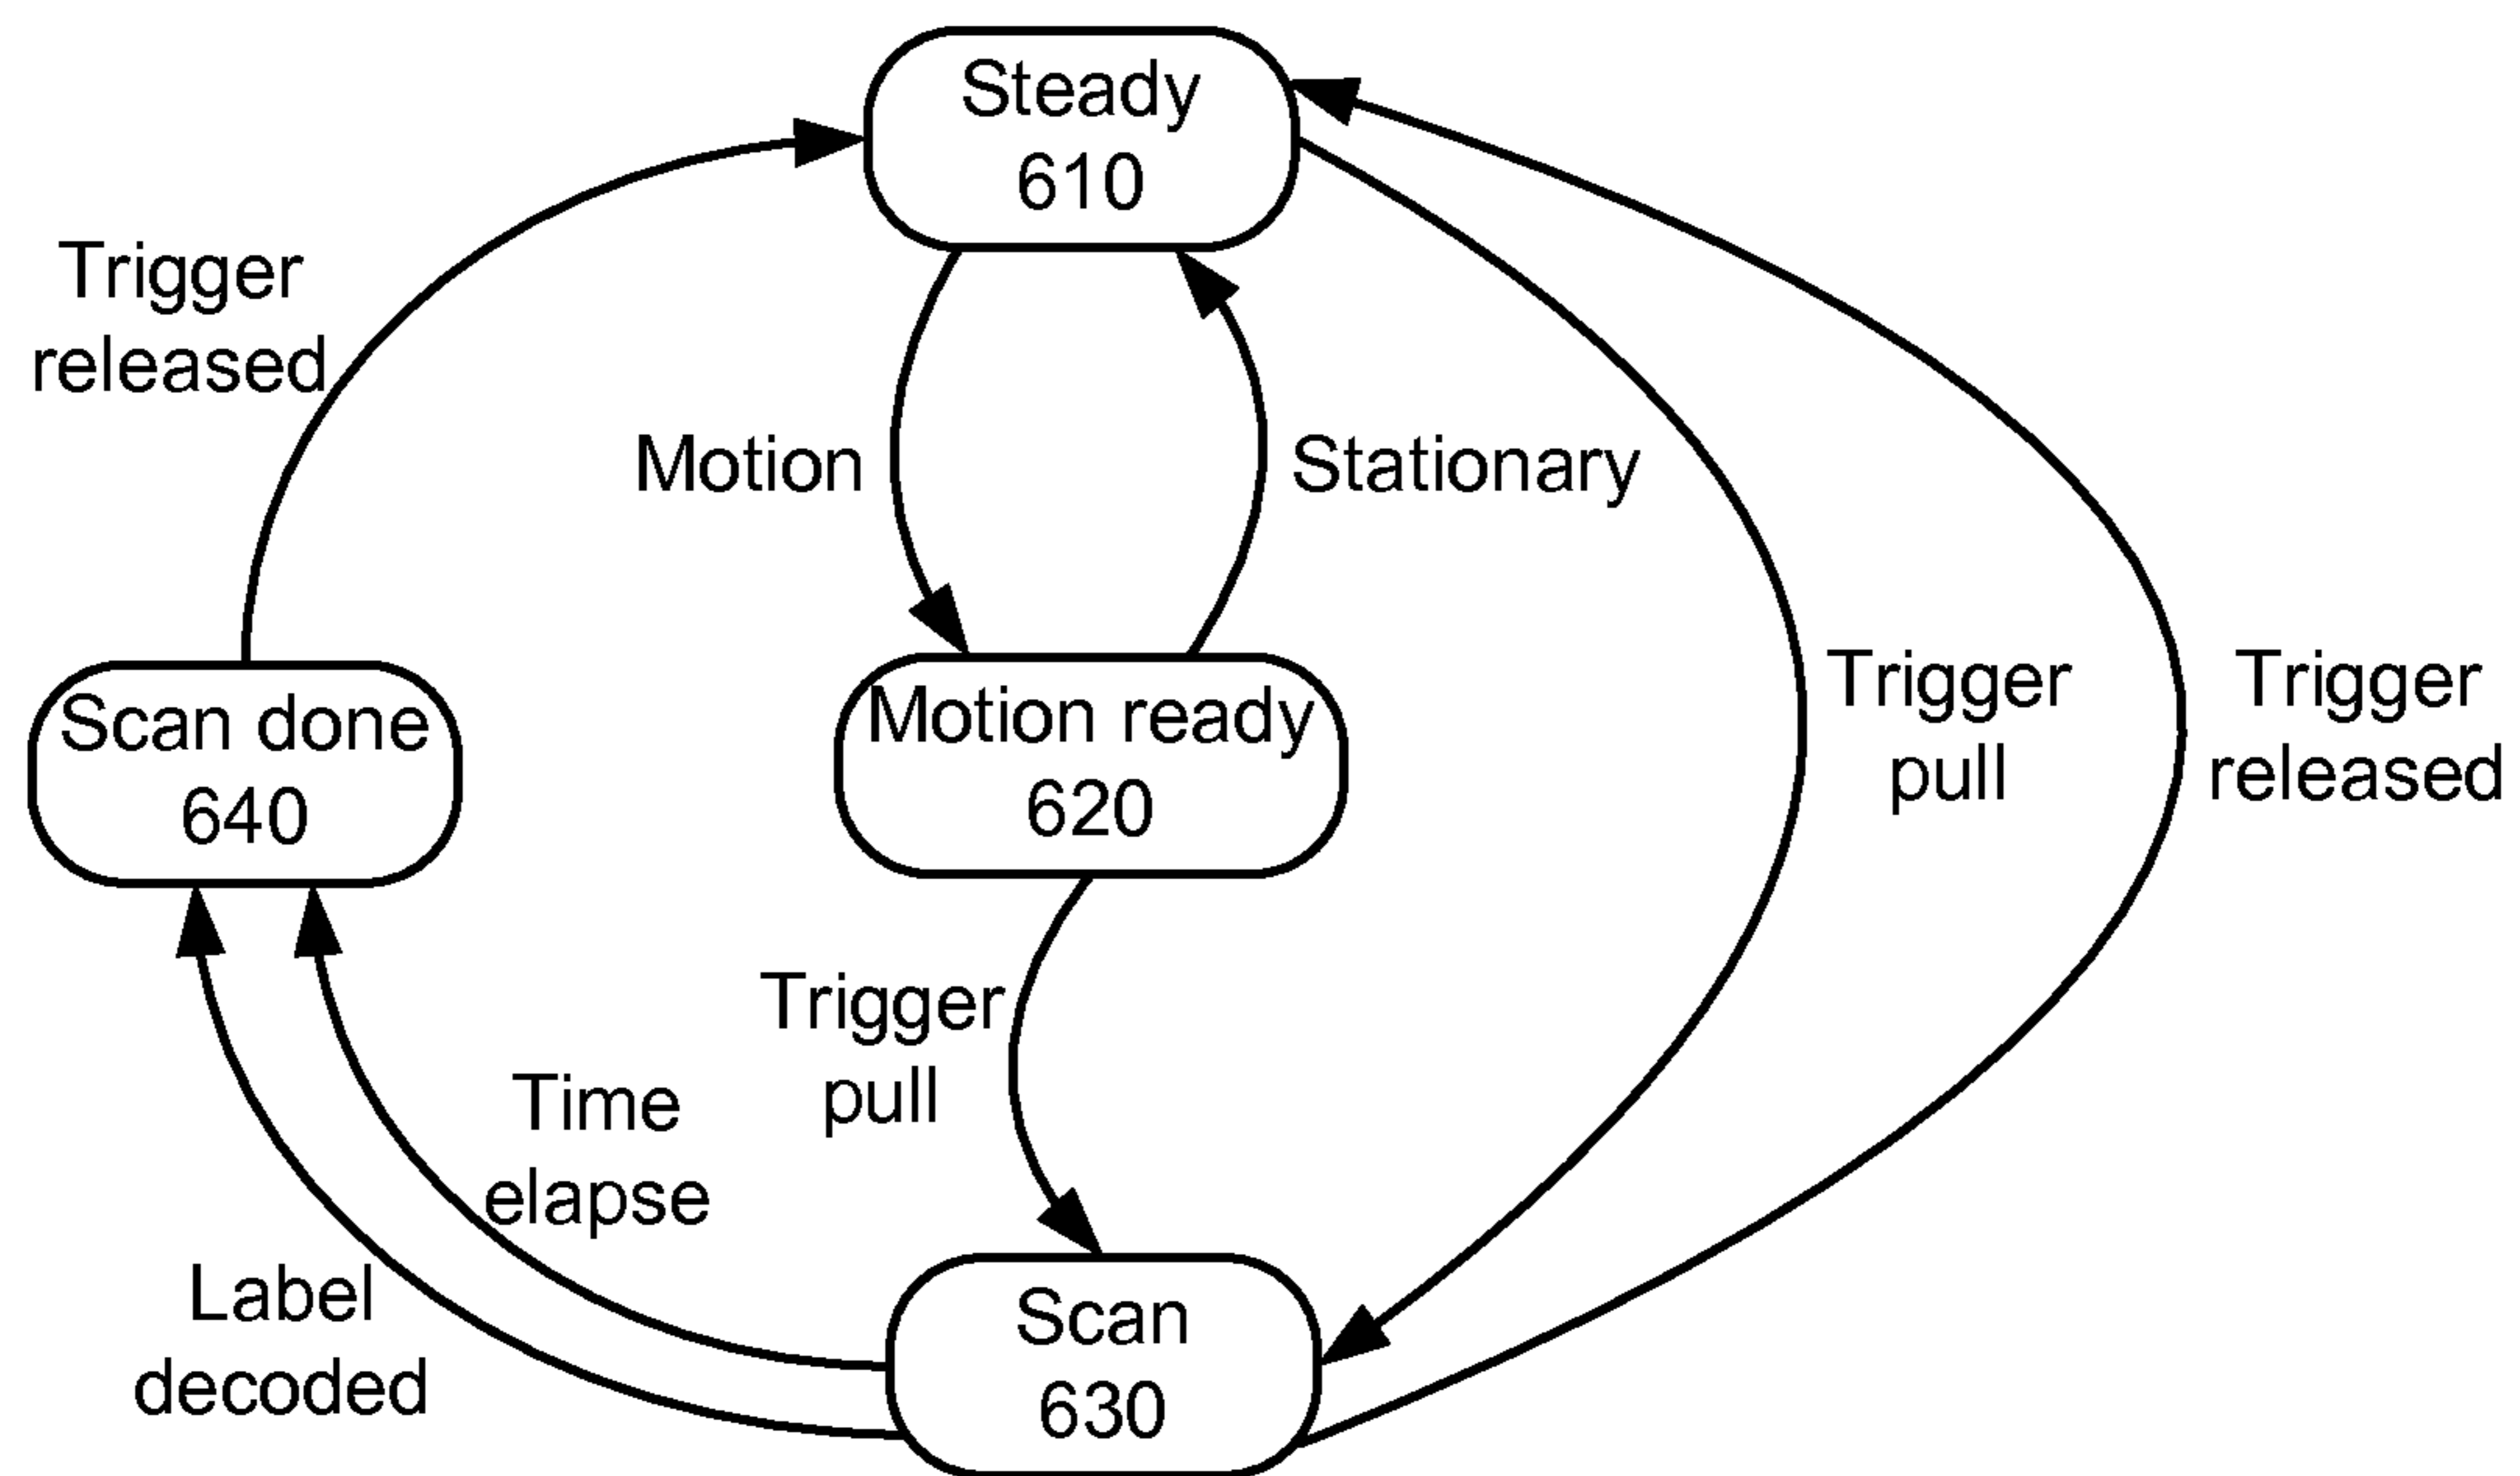 Steady
610
Trigger
released
Motion
Stationary
Trigger
pull
Trigger
released
Scan done
640
Motion ready
620
Trigger
pull
Time
elapse
Label
decoded
Scan
630